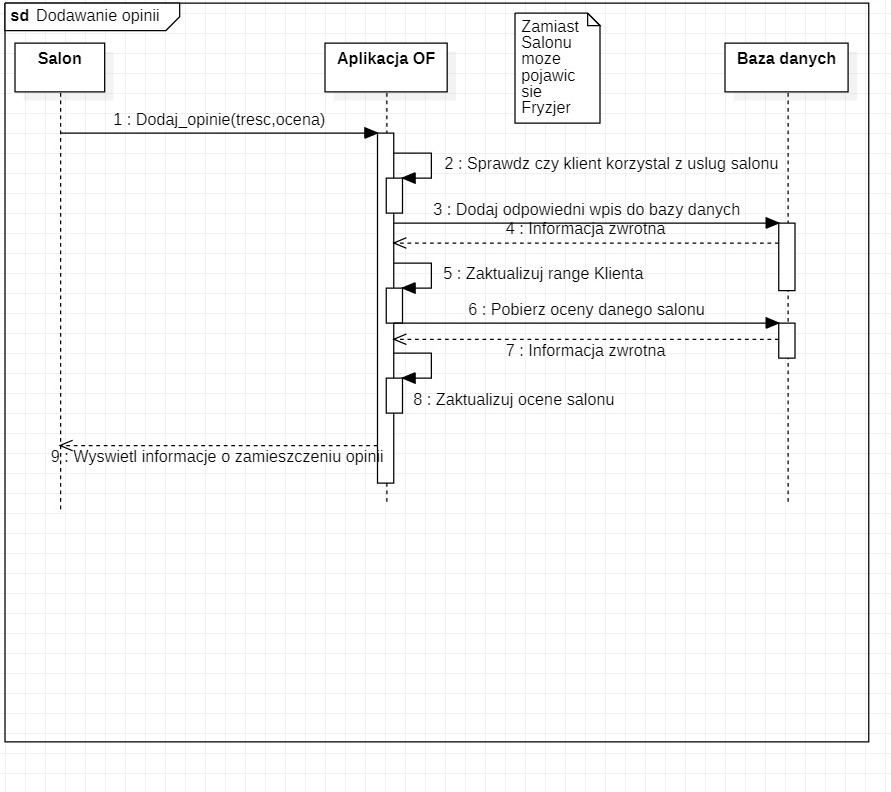 sd Dodawanie opinii
Zamiast
Salonu
moze
pojawic
sie
Fryzjer
Salon
Aplikacja OF
Baza danych
1 : Dodaj_opinie(tresc,ocena)
2 : Sprawdz czy klient korzystal z uslug salonu
3 : Dodaj odpowiedni wpis do bazy danych
4 : Informacja zwrotna
5 : Zaktualizuj range Klienta
6 : Pobierz oceny danego salonu
7 : Informacja zwrotna
8 : Zaktualizuj ocene salonu
9 : Wyswietl informacje o zamieszczeniu opinii